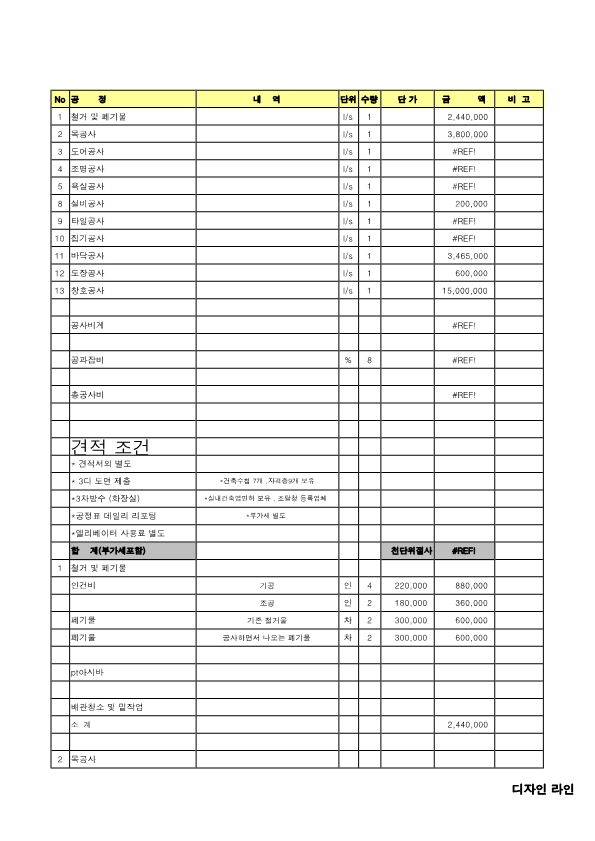 No 공 정 내 역 단위 수량 단 가 금 액 비 고
1 철거 및 폐기물 l/s 1 2,440,000
2 목공사 l/s 1 3,800,000
3 도어공사 l/s 1 #REF!
4 조명공사 l/s 1 #REF!
5 욕실공사 l/s 1 #REF!
8 설비공사 l/s 1 200,000
9 타일공사 l/s 1 #REF!
10 집기공사 l/s 1 #REF!
11 바닥공사 l/s 1 3,465,000
12 도장공사 l/s 1 600,000
13 창호공사 l/s 1 15,000,000
공사비계 #REF!
공과잡비 % 8 #REF!
총공사비 #REF!
견적 조건
* 견적서외 별도
* 3디 도면 제출 *건축수첩 7개 ,자격증9개 보유
*3차방수 (화장실) *실내건축업면허 보유 , 조달청 등록업체
*공정표 데일리 리포팅 *부가세 별도
*엘리베이터 사용료 별도
합 계(부가세포함) 천단위절사 #REF!
1 철거 및 폐기물
인건비 기공 인 4 220,000 880,000
조공 인 2 180,000 360,000
폐기물 기존 철거물 차 2 300,000 600,000
폐기물 공사하면서 나오는 폐기물 차 2 300,000 600,000
pt아시바
배관청소 및 밑작업
소 계 2,440,000
2 목공사
디자인 라인